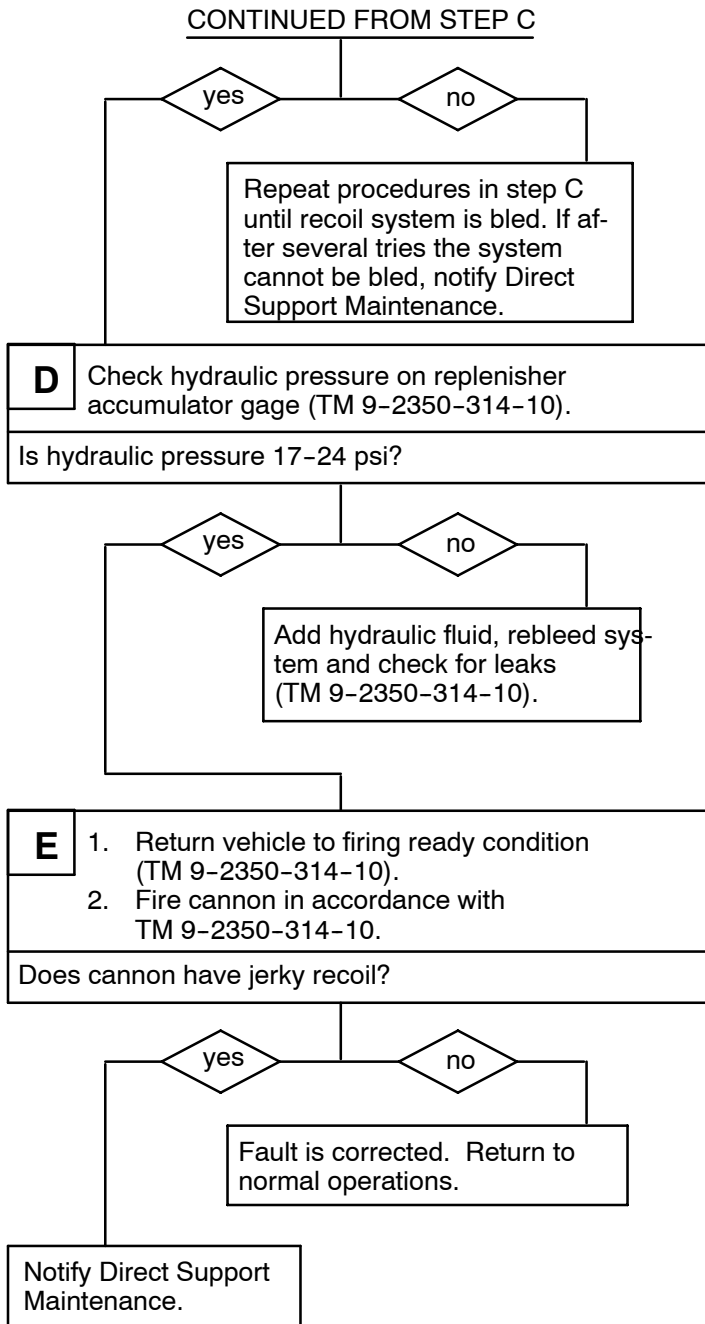 CONTINUED FROM STEP C
yes
no
Repeat procedures in step C
until recoil system is bled. If af-
ter several tries the system
cannot be bled, notify Direct
Support Maintenance.
D
Check hydraulic pressure on replenisher
accumulator gage (TM 9-2350-314-10).
Is hydraulic pressure 17-24 psi?
yes
no
Add hydraulic fluid, rebleed sys-
tem and check for leaks
(TM 9-2350-314-10).
E
1. Return vehicle to firing ready condition
(TM 9-2350-314-10).
2. Fire cannon in accordance with
TM 9-2350-314-10.
Does cannon have jerky recoil?
yes
no
Fault is corrected. Return to
normal operations.
Notify Direct Support
Maintenance.